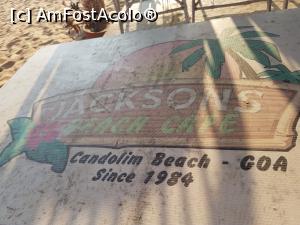 [c] AmFostAcolo®
JACKSONS
BEACH CAFE
Candolim Beach - GOA
Since 1984